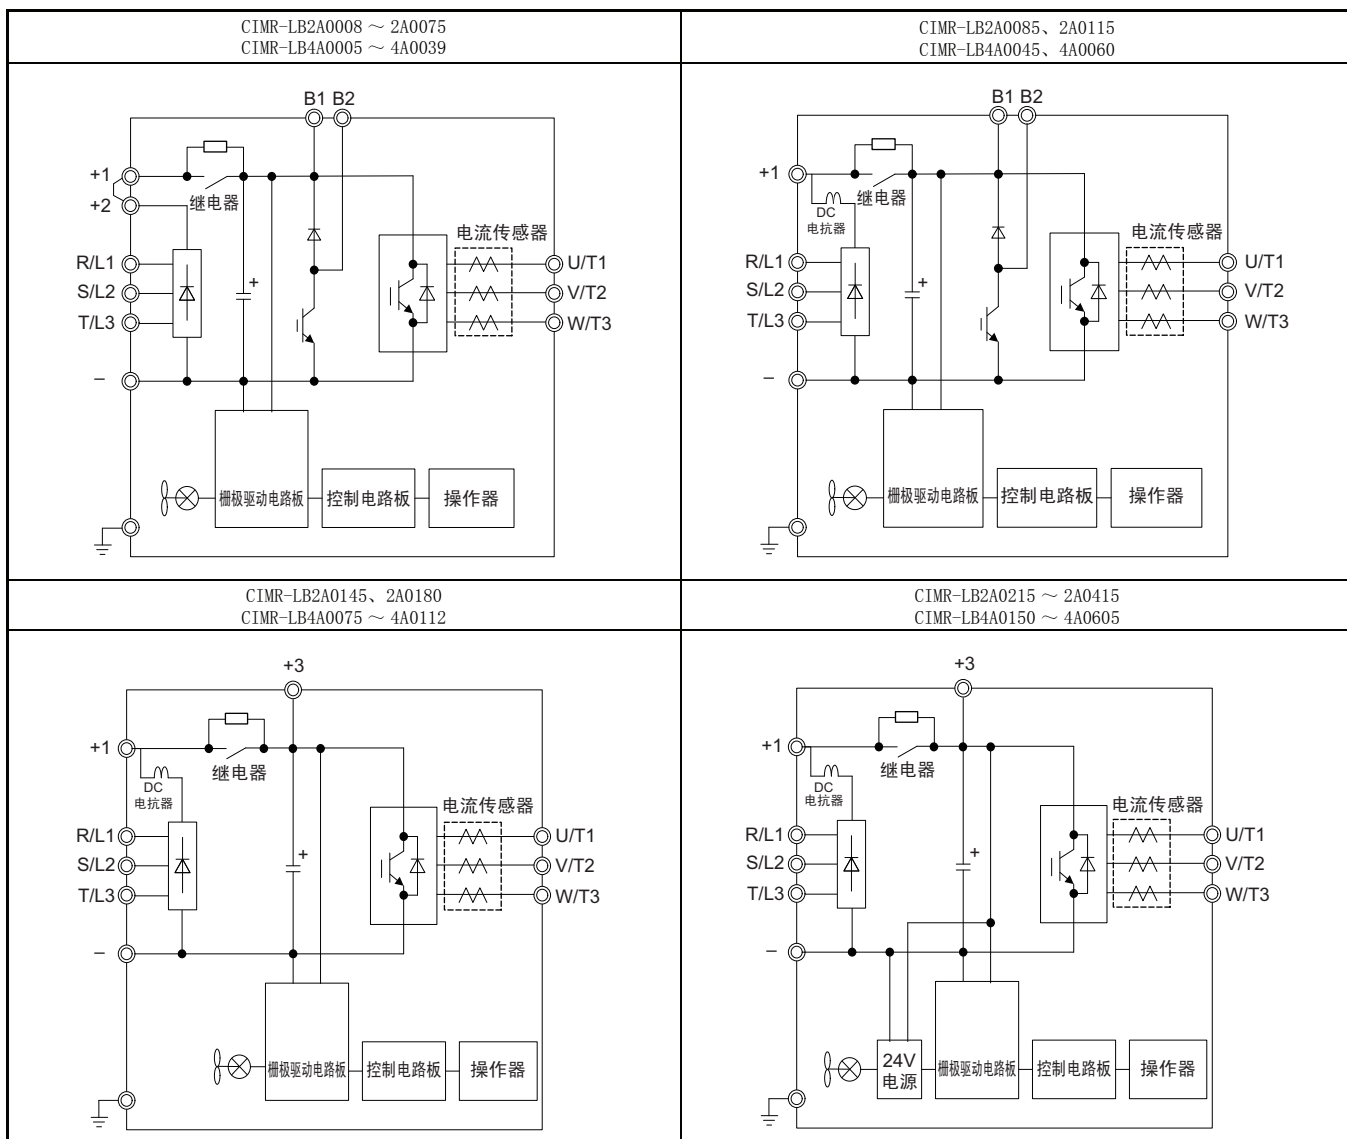 CIMR-LB2A0008 ～ 2A0075
CIMR-LB4A0005 ～ 4A0039
B1 B2
+1
+2
继电器
电流传感器
R/L1
S/L2
T/L3
+
U/T1
V/T2
W/T3
−
栅极驱动电路板
控制电路板
操作器
CIMR-LB2A0085、2A0115
CIMR-LB4A0045、4A0060
B1 B2
+1
继电器
DC
电抗器
电流传感器
R/L1
S/L2
T/L3
+
U/T1
V/T2
W/T3
−
栅极驱动电路板
控制电路板
操作器
CIMR-LB2A0145、2A0180
CIMR-LB4A0075 ～ 4A0112
+3
+1
继电器
DC
电抗器
电流传感器
R/L1
S/L2
T/L3
+
U/T1
V/T2
W/T3
−
栅极驱动电路板
控制电路板
操作器
CIMR-LB2A0215 ～ 2A0415
CIMR-LB4A0150 ～ 4A0605
+3
+1
继电器
DC
电抗器
电流传感器
R/L1
S/L2
T/L3
+
U/T1
V/T2
W/T3
−
24V
电源
栅极驱动电路板
控制电路板
操作器